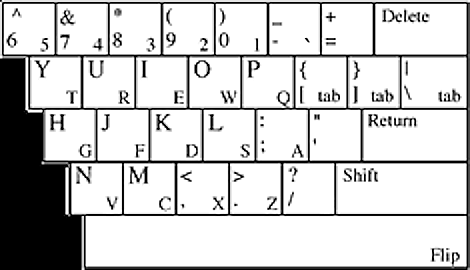 ^ & * ( ) _ + Delete
6 5 7 4 8 3 9 2 0 1 - ` =
Y U I O P { } |
T R E W Q [ tab ] tab \ tab
H J K L : " Return
G F D S ; A '
N M < > ? Shift
V C , X . Z /
Flip